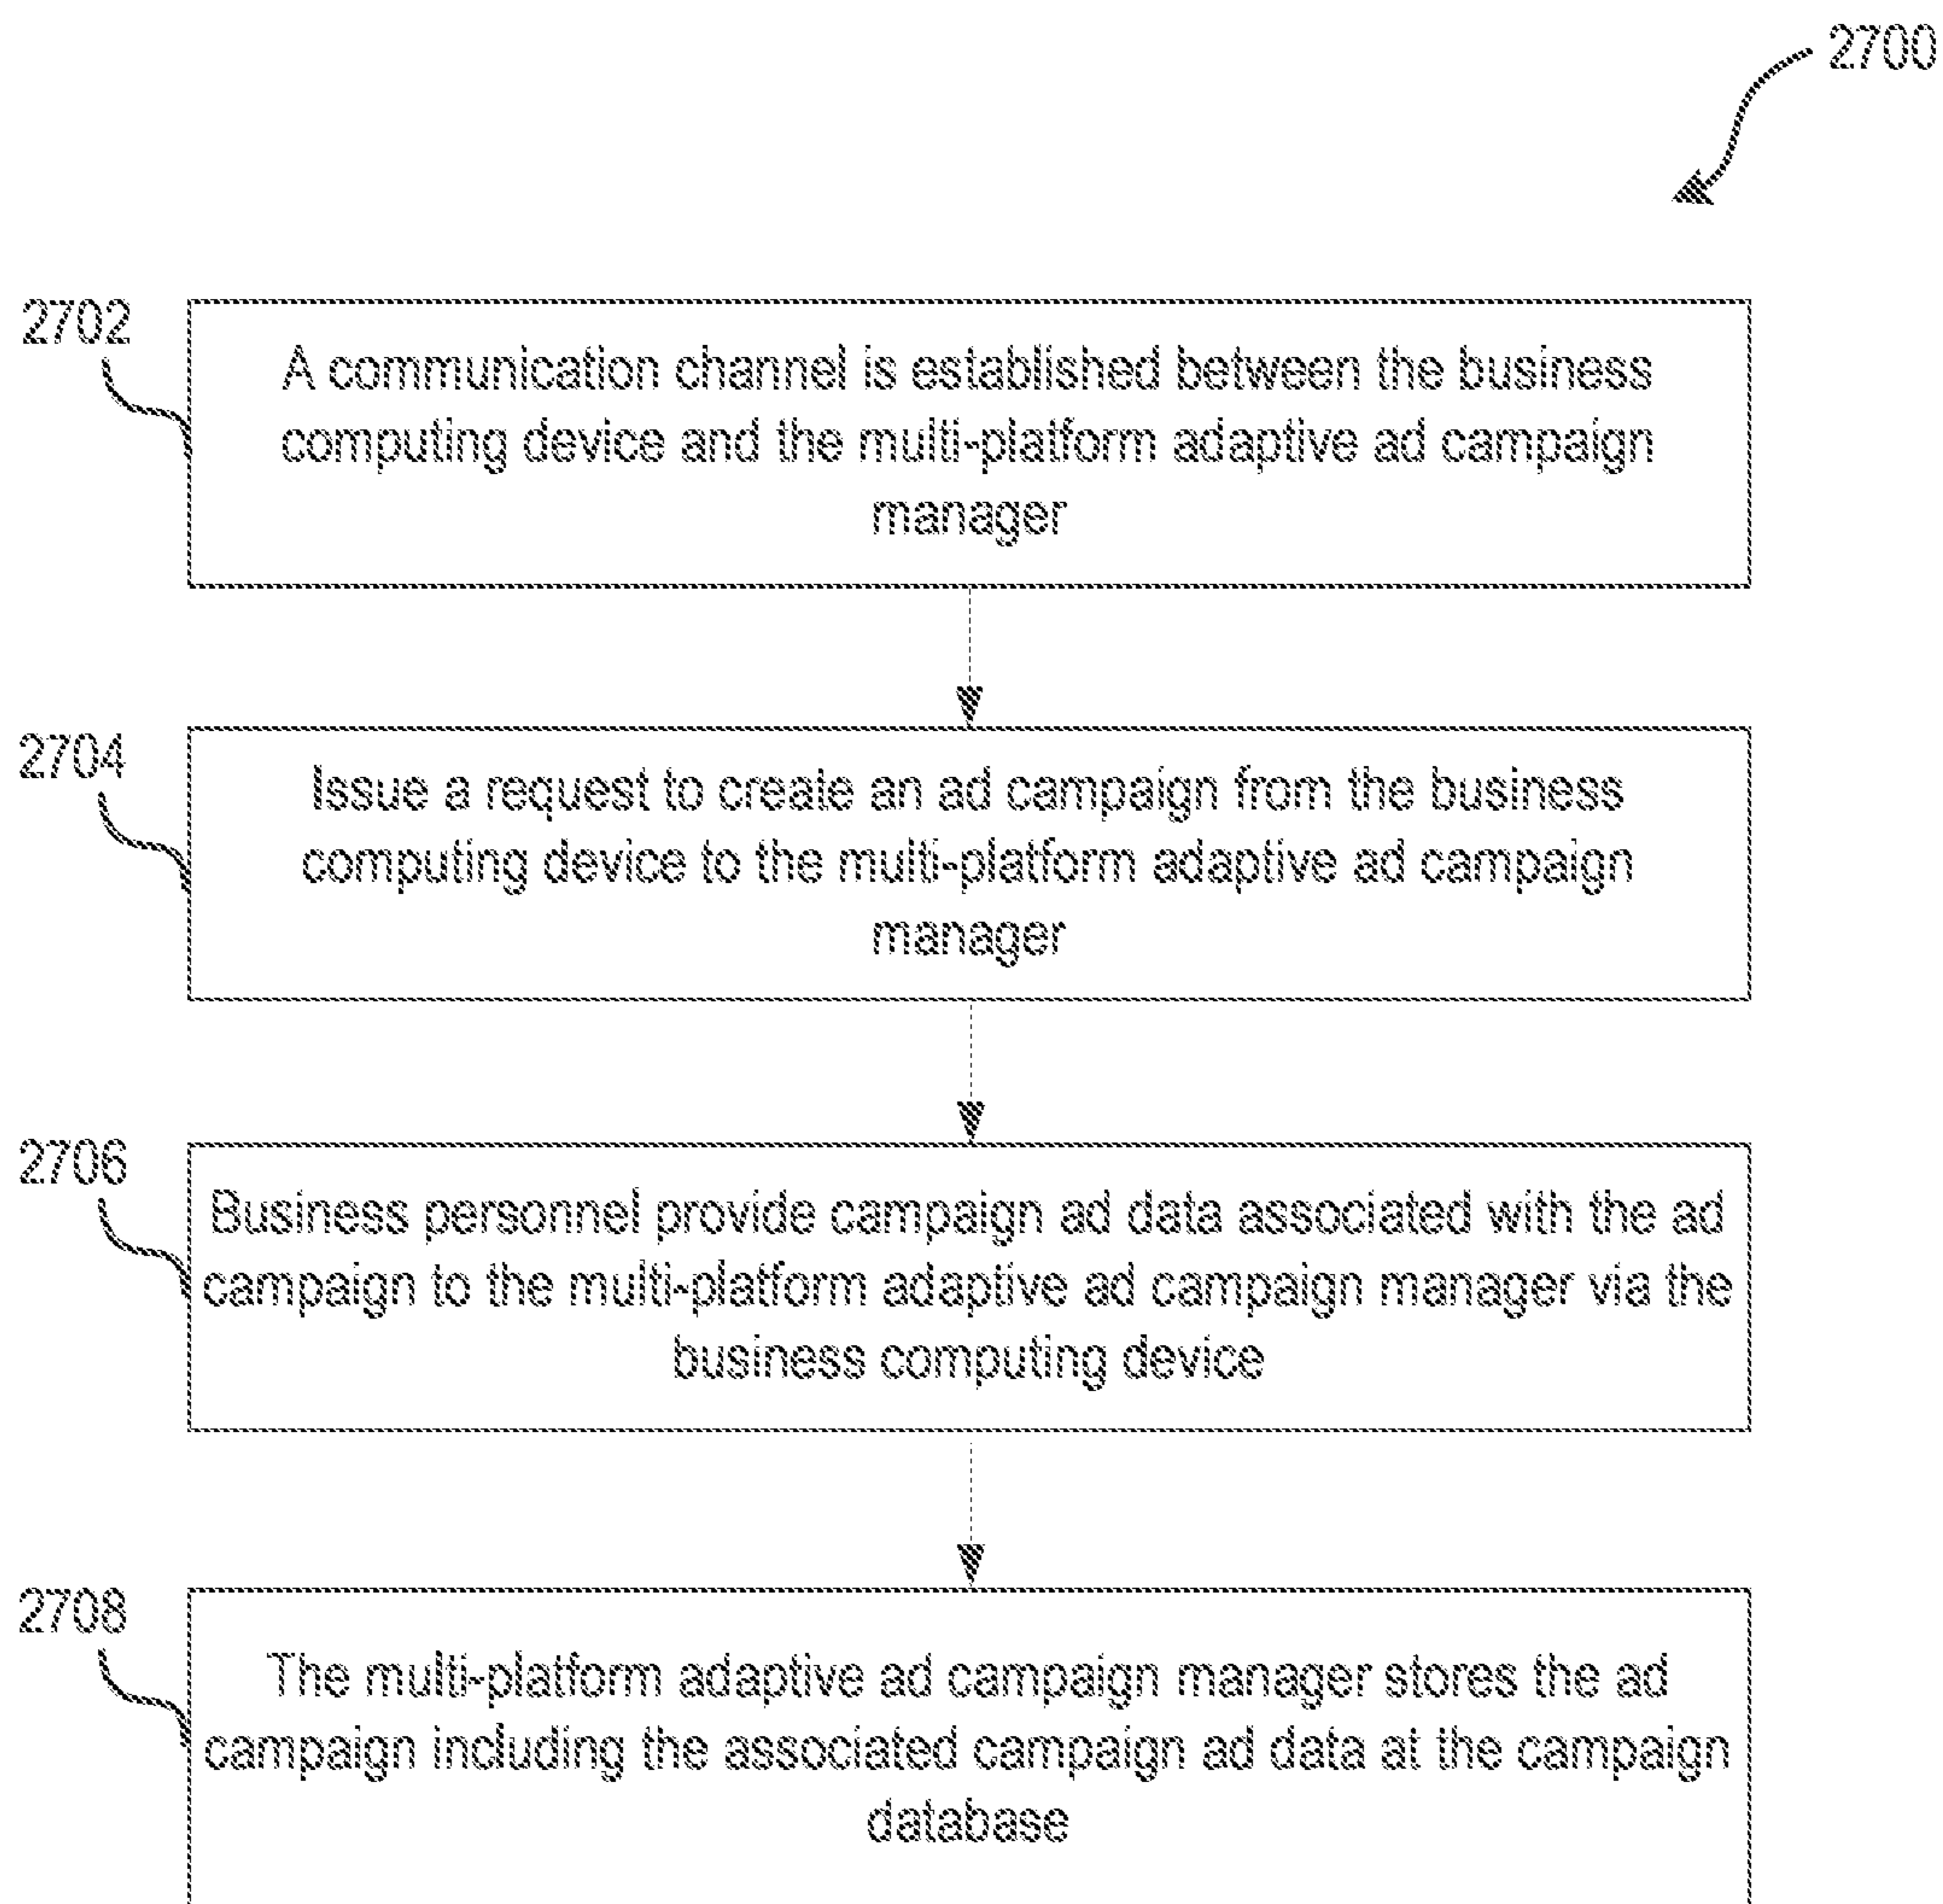 2700
2702
A communication channel is established between the business
computing device and the multi-platform adaptive ad campaign
manager
2704
Issue a request to create an ad campaign from the business
computing device to the multi-platform adaptive ad campaign
manager
2706
Business personnel provide campaign ad data associated with the ad
campaign to the multi-platform adaptive ad campaign manager via the
business computing device
2708
The multi-platform adaptive ad campaign manager stores the ad
campaign including the associated campaign ad data at the campaign
database